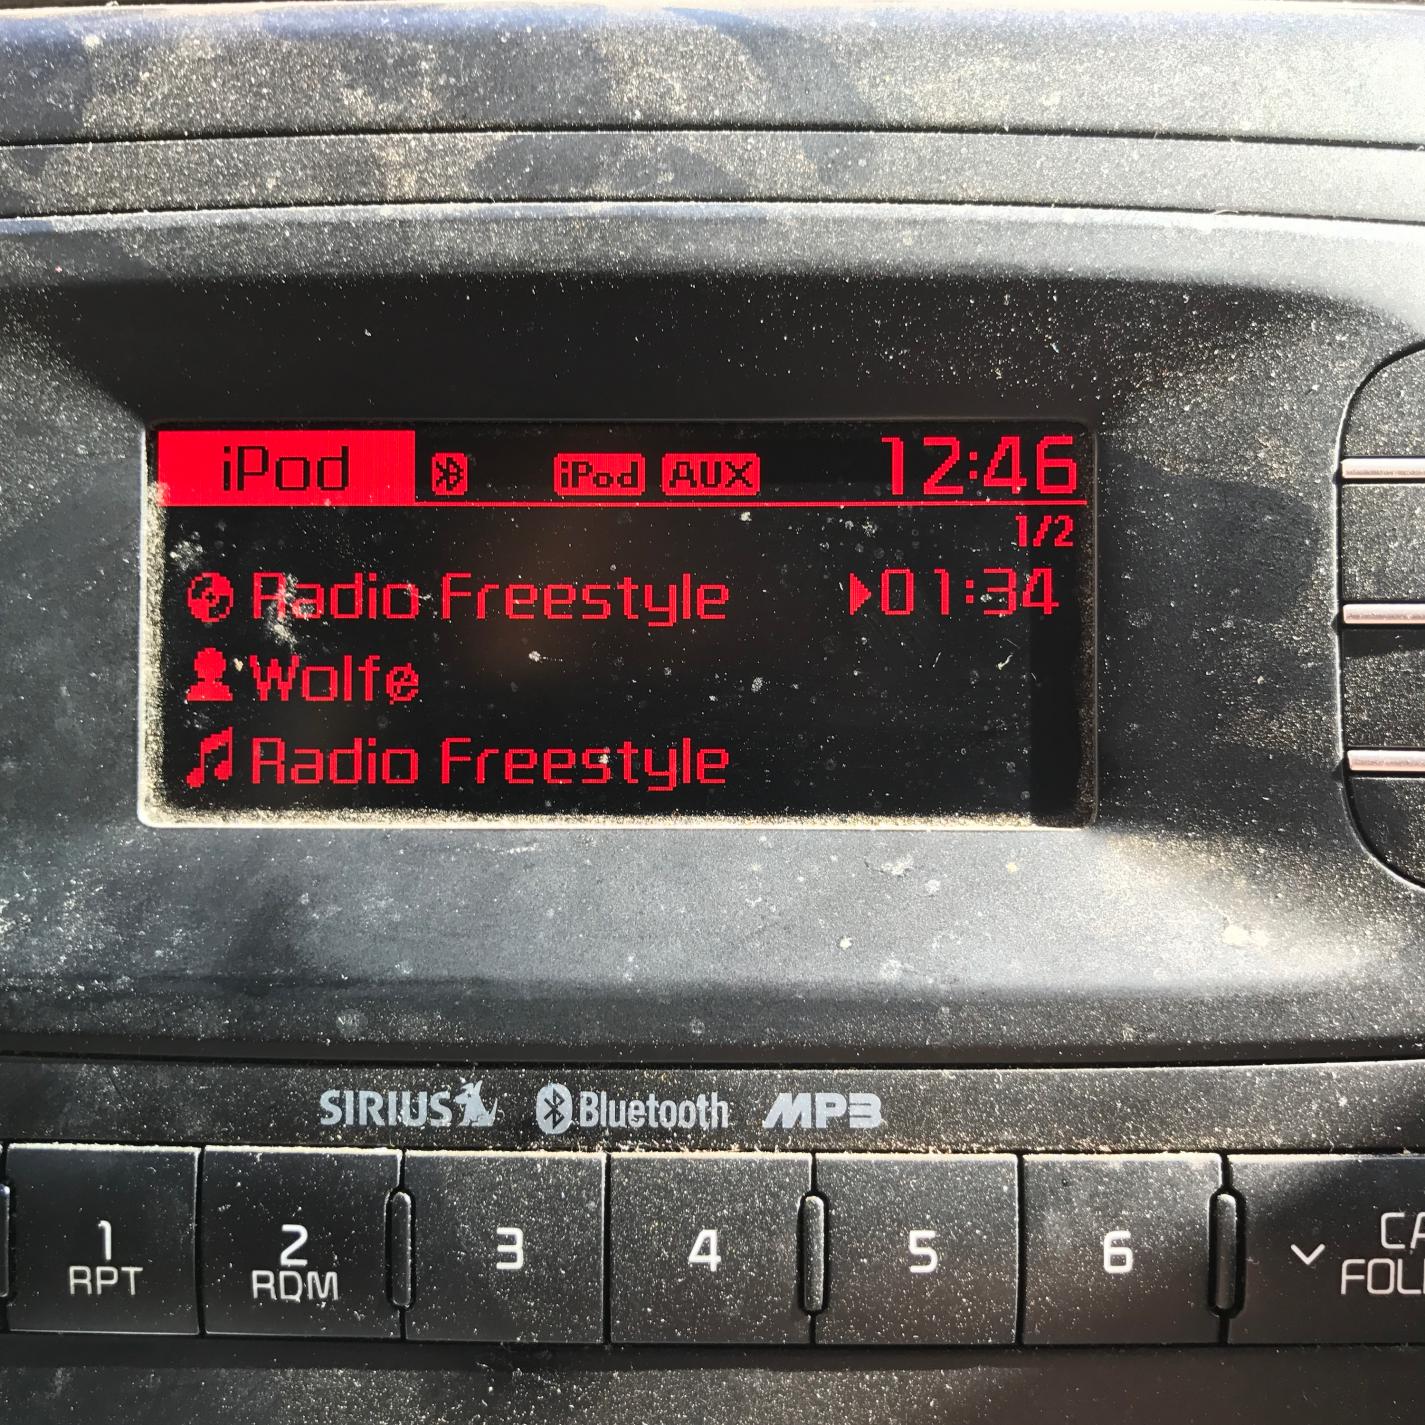 iPod iPod AUX 12:46
1/2
Radio Freestyle 01:34
Wolfe
Radio Freestyle
SIRIUS Bluetooth MP3
1 2 3 4 5 6
RPT RDM